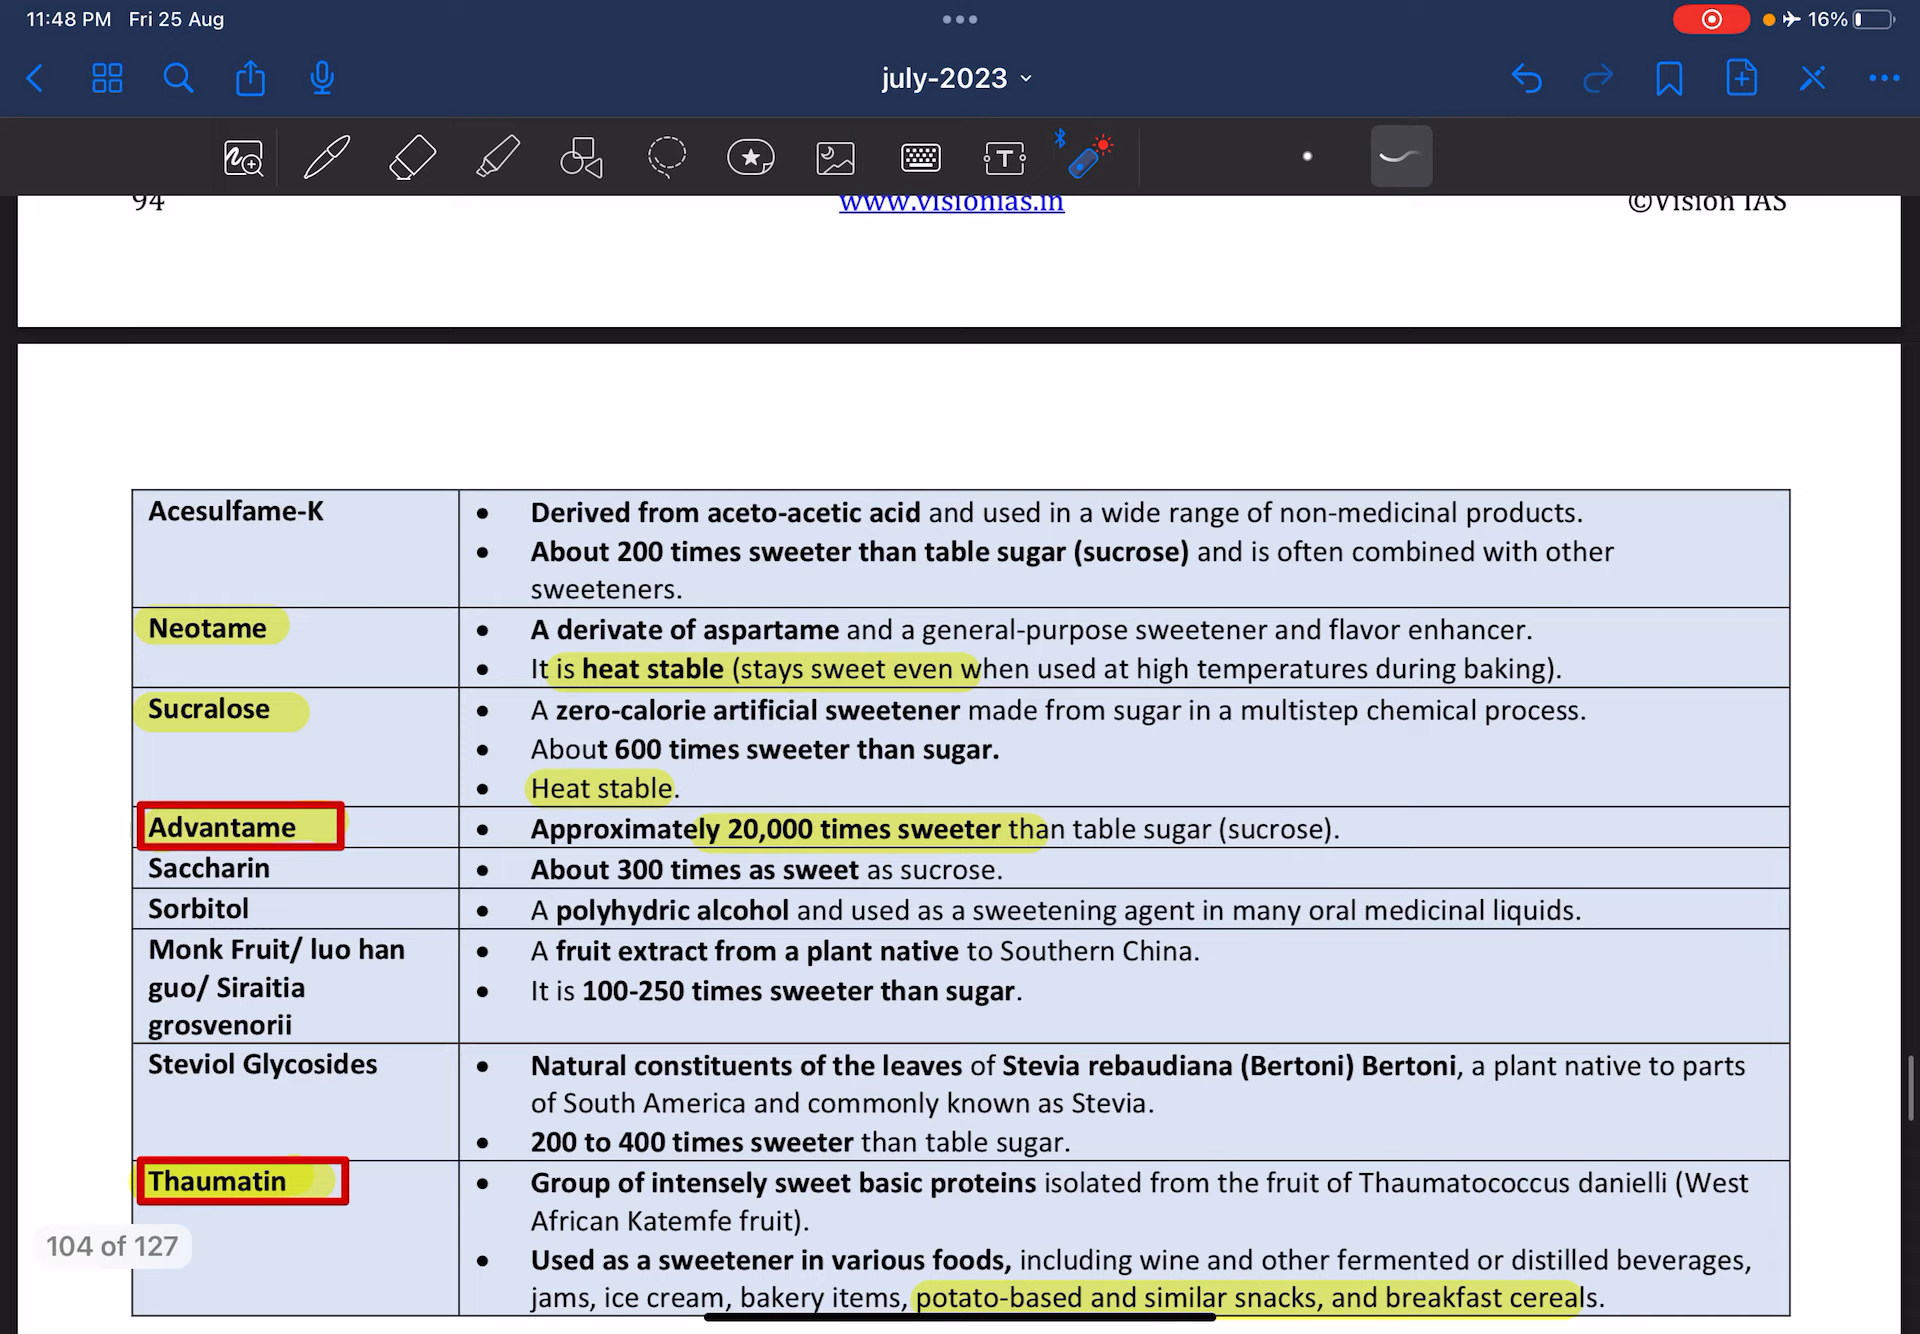 11:48 PM Fri 25 Aug
16%
july-2023
94 www.visionias.in ©Vision IAS
Acesulfame-K
• Derived from aceto-acetic acid and used in a wide range of non-medicinal products.
• About 200 times sweeter than table sugar (sucrose) and is often combined with other
sweeteners.
Neotame
• A derivate of aspartame and a general-purpose sweetener and flavor enhancer.
• It is heat stable (stays sweet even when used at high temperatures during baking).
Sucralose
• A zero-calorie artificial sweetener made from sugar in a multistep chemical process.
• About 600 times sweeter than sugar.
• Heat stable.
Advantame
• Approximately 20,000 times sweeter than table sugar (sucrose).
Saccharin
• About 300 times as sweet as sucrose.
Sorbitol
• A polyhydric alcohol and used as a sweetening agent in many oral medicinal liquids.
Monk Fruit/ luo han
guo/ Siraitia
grosvenorii
• A fruit extract from a plant native to Southern China.
• It is 100-250 times sweeter than sugar.
Steviol Glycosides
• Natural constituents of the leaves of Stevia rebaudiana (Bertoni) Bertoni, a plant native to parts
of South America and commonly known as Stevia.
• 200 to 400 times sweeter than table sugar.
Thaumatin
• Group of intensely sweet basic proteins isolated from the fruit of Thaumatococcus danielli (West
African Katemfe fruit).
• Used as a sweetener in various foods, including wine and other fermented or distilled beverages,
jams, ice cream, bakery items, potato-based and similar snacks, and breakfast cereals.
104 of 127